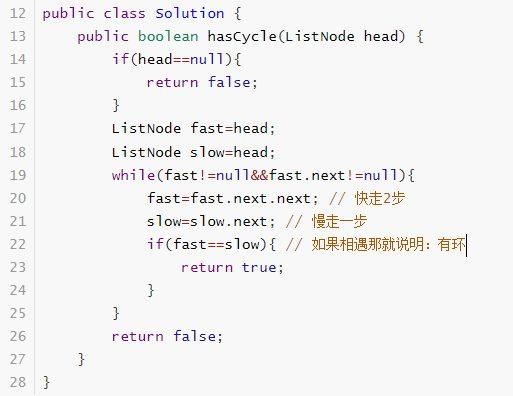 12 public class Solution {
13     public boolean hasCycle(ListNode head) {
14         if(head==null){
15             return false;
16         }
17         ListNode fast=head;
18         ListNode slow=head;
19         while(fast!=null&&fast.next!=null){
20             fast=fast.next.next; // 快走2步
21             slow=slow.next; // 慢走一步
22             if(fast==slow){ // 如果相遇那就说明：有环
23                 return true;
24             }
25         }
26         return false;
27     }
28 }